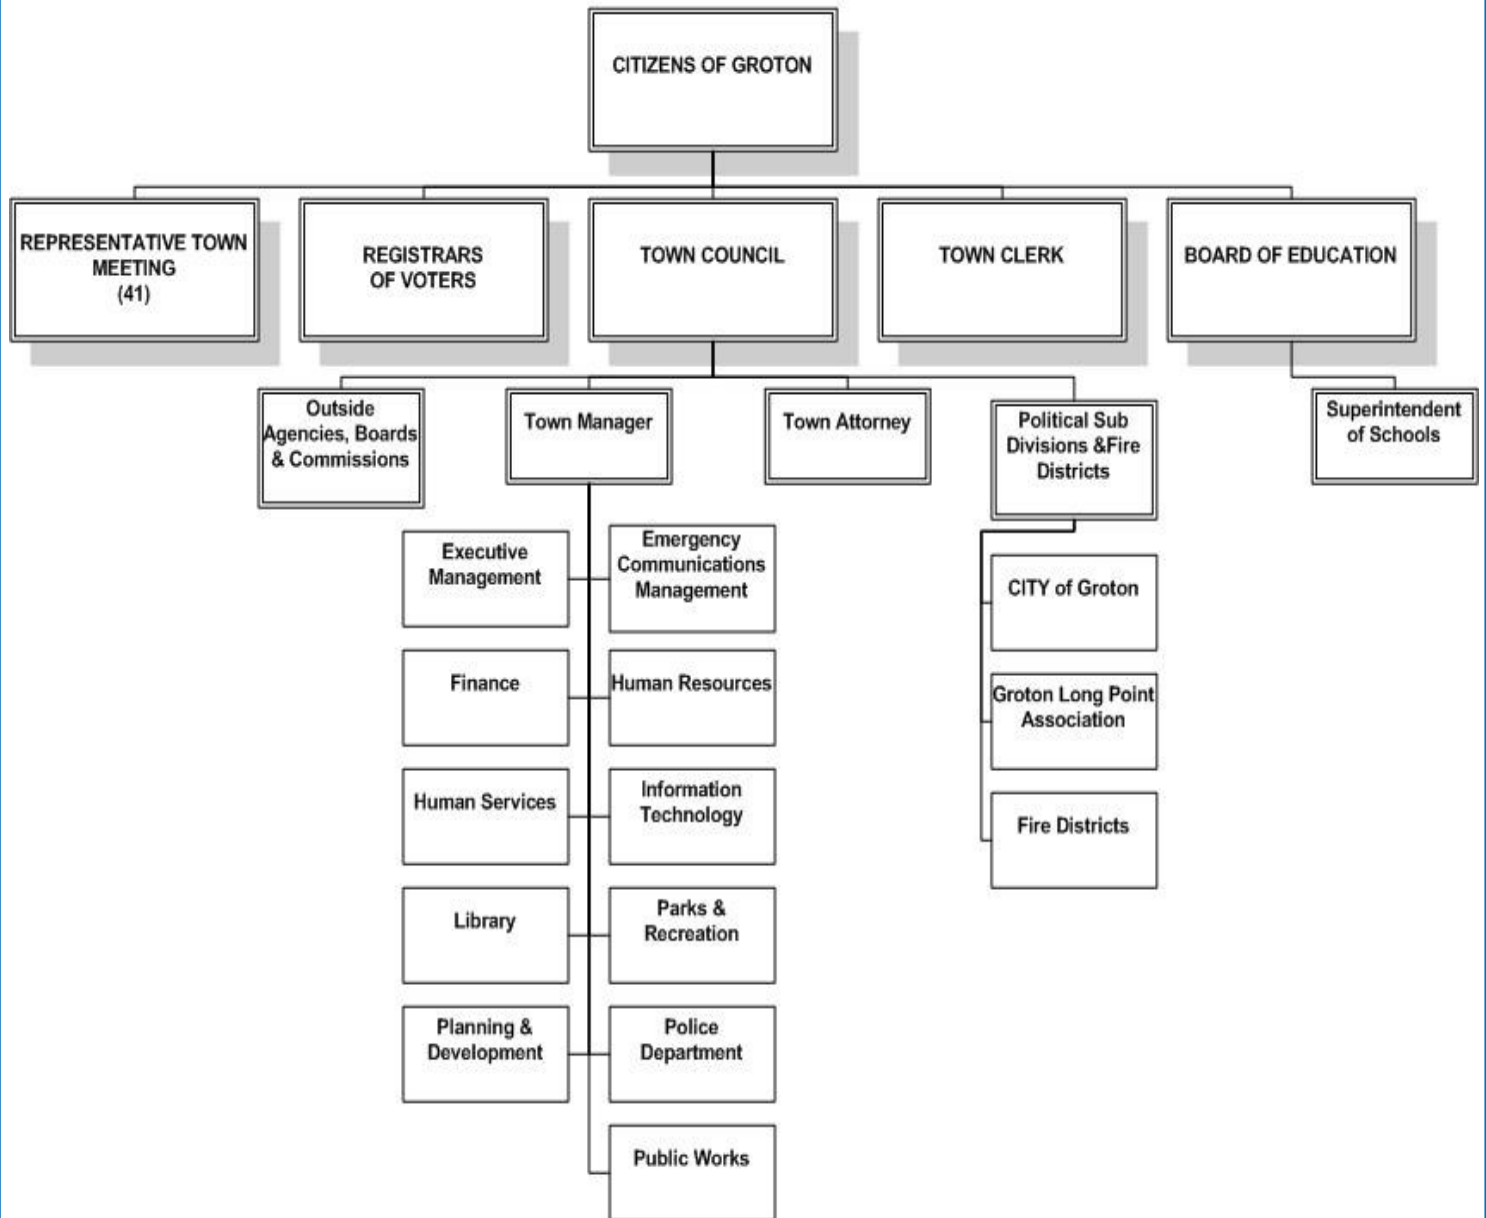 CITIZENS OF GROTON
REPRESENTATIVE TOWN
MEETING
(41)
REGISTRARS
OF VOTERS
TOWN COUNCIL
TOWN CLERK
BOARD OF EDUCATION
Outside
Agencies, Boards
& Commissions
Town Manager
Town Attorney
Political Sub
Divisions &Fire
Districts
Superintendent
of Schools
Executive
Management
Emergency
Communications
Management
Finance
Human Resources
Human Services
Information
Technology
Library
Parks &
Recreation
Planning &
Development
Police
Department
Public Works
CITY of Groton
Groton Long Point
Association
Fire Districts